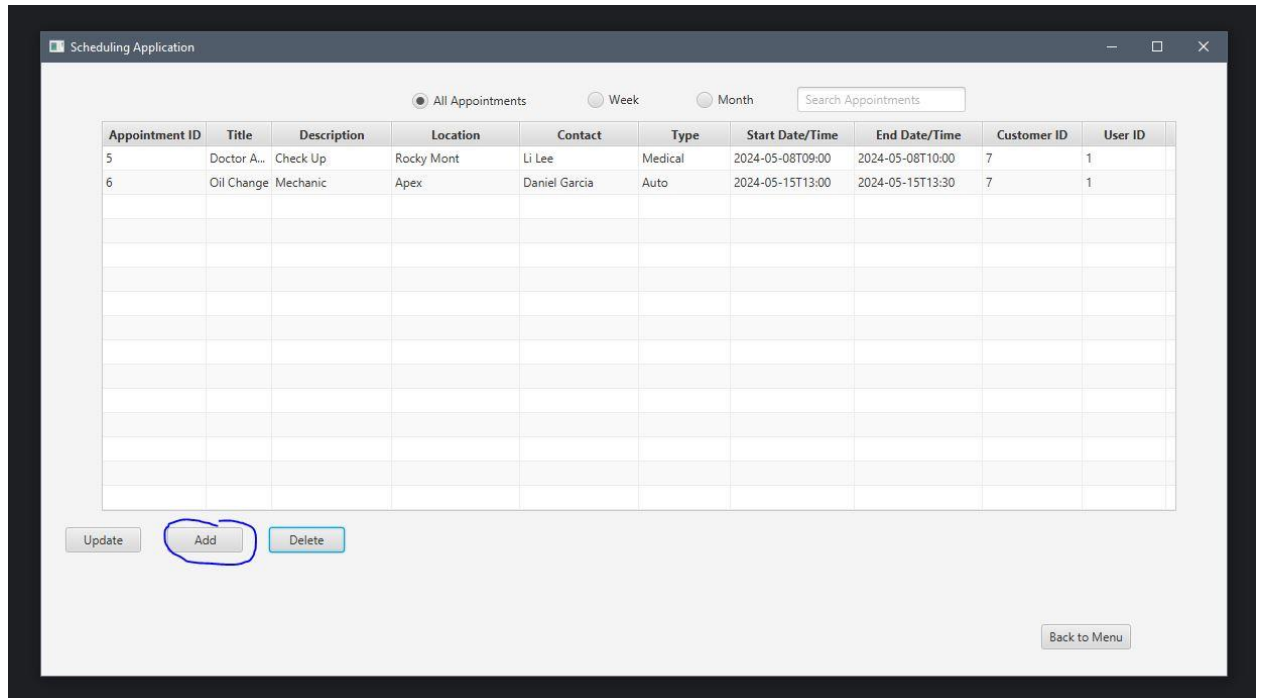 Scheduling Application
All Appointments Week Month Search Appointments
Appointment ID Title Description Location Contact Type Start Date/Time End Date/Time Customer ID User ID
5 Doctor A... Check Up Rocky Mont Li Lee Medical 2024-05-08T09:00 2024-05-08T10:00 7 1
6 Oil Change Mechanic Apex Daniel Garcia Auto 2024-05-15T13:00 2024-05-15T13:30 7 1
Update Add Delete
Back to Menu